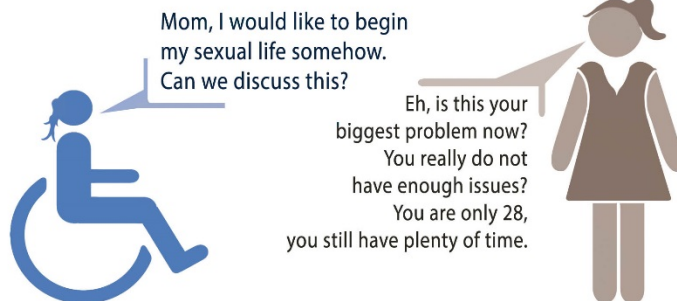 Mom, I would like to begin
my sexual life somehow.
Can we discuss this?
Eh, is this your
biggest problem now?
You really do not
have enough issues?
You are only 28,
you still have plenty of time.